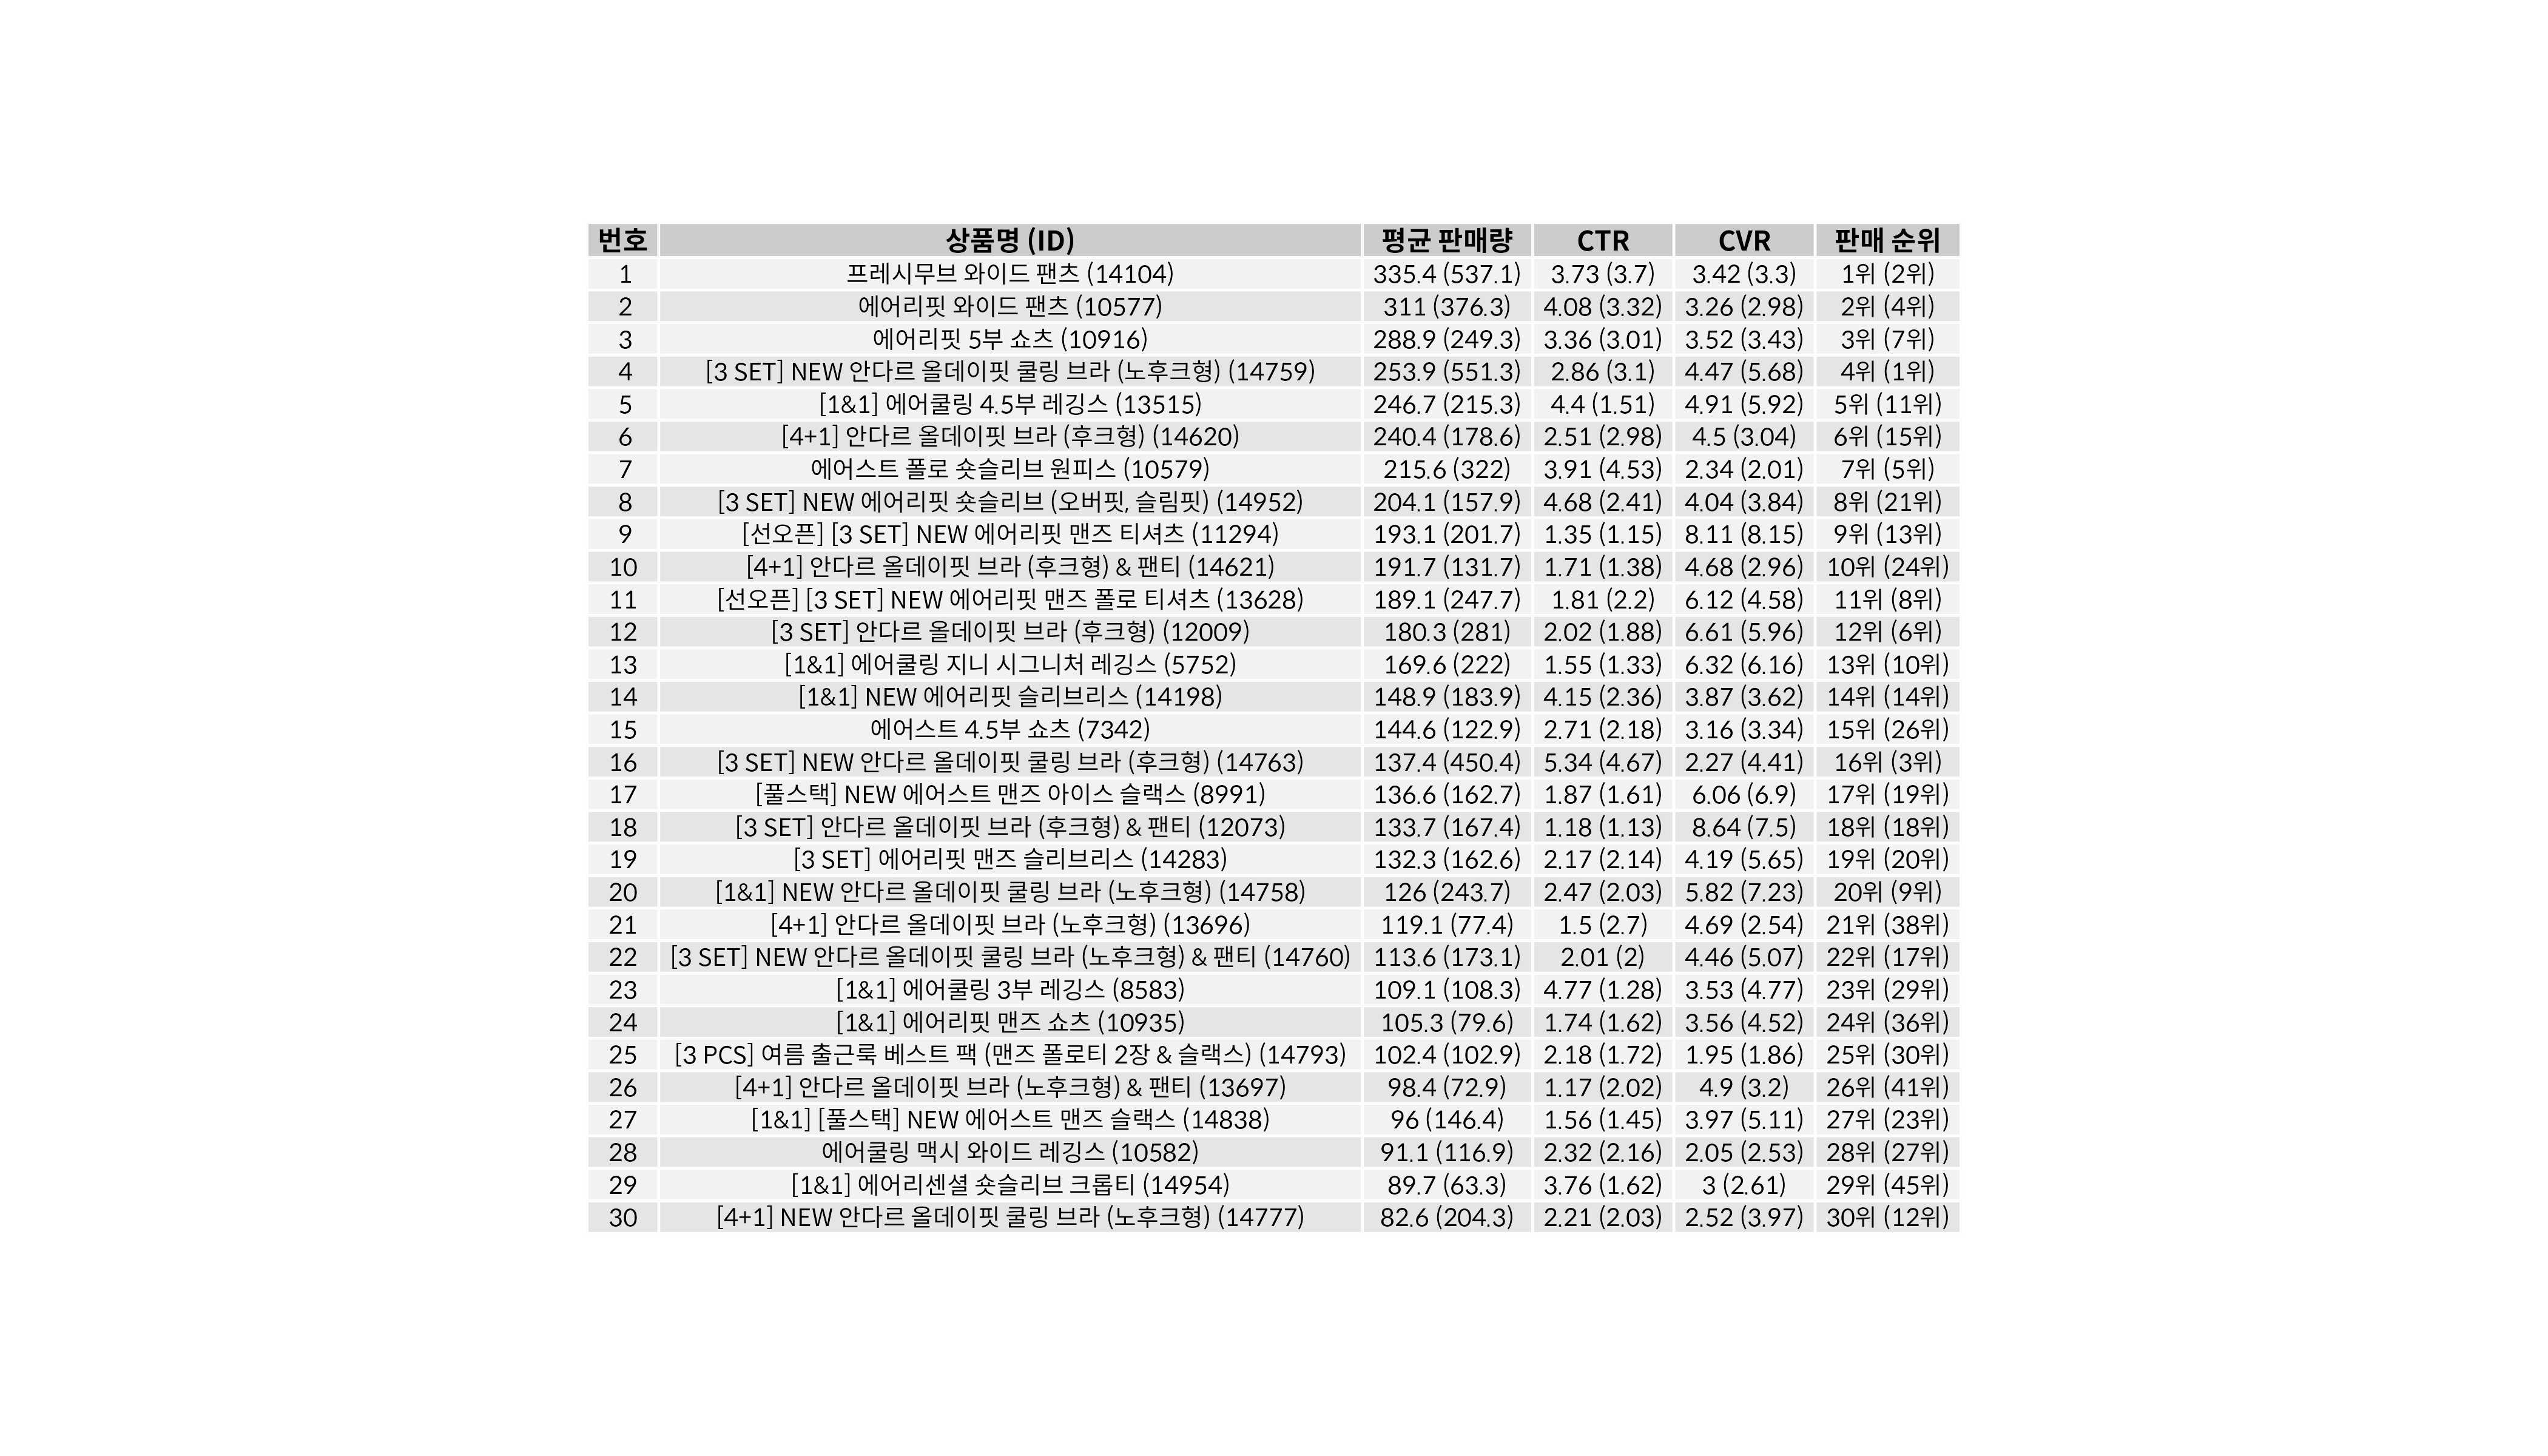 번호 상품명 (ID) 평균 판매량 CTR CVR 판매 순위
1 프레시무브 와이드 팬츠 (14104) 335.4 (537.1) 3.73 (3.7) 3.42 (3.3) 1위 (2위)
2 에어리핏 와이드 팬츠 (10577) 311 (376.3) 4.08 (3.32) 3.26 (2.98) 2위 (4위)
3 에어리핏 5부 쇼츠 (10916) 288.9 (249.3) 3.36 (3.01) 3.52 (3.43) 3위 (7위)
4 [3 SET] NEW 안다르 올데이핏 쿨링 브라 (노후크형) (14759) 253.9 (551.3) 2.86 (3.1) 4.47 (5.68) 4위 (1위)
5 [1&1] 에어쿨링 4.5부 레깅스 (13515) 246.7 (215.3) 4.4 (1.51) 4.91 (5.92) 5위 (11위)
6 [4+1] 안다르 올데이핏 브라 (후크형) (14620) 240.4 (178.6) 2.51 (2.98) 4.5 (3.04) 6위 (15위)
7 에어스트 폴로 숏슬리브 원피스 (10579) 215.6 (322) 3.91 (4.53) 2.34 (2.01) 7위 (5위)
8 [3 SET] NEW 에어리핏 숏슬리브 (오버핏, 슬림핏) (14952) 204.1 (157.9) 4.68 (2.41) 4.04 (3.84) 8위 (21위)
9 [선오픈] [3 SET] NEW 에어리핏 맨즈 티셔츠 (11294) 193.1 (201.7) 1.35 (1.15) 8.11 (8.15) 9위 (13위)
10 [4+1] 안다르 올데이핏 브라 (후크형) & 팬티 (14621) 191.7 (131.7) 1.71 (1.38) 4.68 (2.96) 10위 (24위)
11 [선오픈] [3 SET] NEW 에어리핏 맨즈 폴로 티셔츠 (13628) 189.1 (247.7) 1.81 (2.2) 6.12 (4.58) 11위 (8위)
12 [3 SET] 안다르 올데이핏 브라 (후크형) (12009) 180.3 (281) 2.02 (1.88) 6.61 (5.96) 12위 (6위)
13 [1&1] 에어쿨링 지니 시그니처 레깅스 (5752) 169.6 (222) 1.55 (1.33) 6.32 (6.16) 13위 (10위)
14 [1&1] NEW 에어리핏 슬리브리스 (14198) 148.9 (183.9) 4.15 (2.36) 3.87 (3.62) 14위 (14위)
15 에어스트 4.5부 쇼츠 (7342) 144.6 (122.9) 2.71 (2.18) 3.16 (3.34) 15위 (26위)
16 [3 SET] NEW 안다르 올데이핏 쿨링 브라 (후크형) (14763) 137.4 (450.4) 5.34 (4.67) 2.27 (4.41) 16위 (3위)
17 [풀스택] NEW 에어스트 맨즈 아이스 슬랙스 (8991) 136.6 (162.7) 1.87 (1.61) 6.06 (6.9) 17위 (19위)
18 [3 SET] 안다르 올데이핏 브라 (후크형) & 팬티 (12073) 133.7 (167.4) 1.18 (1.13) 8.64 (7.5) 18위 (18위)
19 [3 SET] 에어리핏 맨즈 슬리브리스 (14283) 132.3 (162.6) 2.17 (2.14) 4.19 (5.65) 19위 (20위)
20 [1&1] NEW 안다르 올데이핏 쿨링 브라 (노후크형) (14758) 126 (243.7) 2.47 (2.03) 5.82 (7.23) 20위 (9위)
21 [4+1] 안다르 올데이핏 브라 (노후크형) (13696) 119.1 (77.4) 1.5 (2.7) 4.69 (2.54) 21위 (38위)
22 [3 SET] NEW 안다르 올데이핏 쿨링 브라 (노후크형) & 팬티 (14760) 113.6 (173.1) 2.01 (2) 4.46 (5.07) 22위 (17위)
23 [1&1] 에어쿨링 3부 레깅스 (8583) 109.1 (108.3) 4.77 (1.28) 3.53 (4.77) 23위 (29위)
24 [1&1] 에어리핏 맨즈 쇼츠 (10935) 105.3 (79.6) 1.74 (1.62) 3.56 (4.52) 24위 (36위)
25 [3 PCS] 여름 출근룩 베스트 팩 (맨즈 폴로티 2장 & 슬랙스) (14793) 102.4 (102.9) 2.18 (1.72) 1.95 (1.86) 25위 (30위)
26 [4+1] 안다르 올데이핏 브라 (노후크형) & 팬티 (13697) 98.4 (72.9) 1.17 (2.02) 4.9 (3.2) 26위 (41위)
27 [1&1] [풀스택] NEW 에어스트 맨즈 슬랙스 (14838) 96 (146.4) 1.56 (1.45) 3.97 (5.11) 27위 (23위)
28 에어쿨링 맥시 와이드 레깅스 (10582) 91.1 (116.9) 2.32 (2.16) 2.05 (2.53) 28위 (27위)
29 [1&1] 에어리센셜 숏슬리브 크롭티 (14954) 89.7 (63.3) 3.76 (1.62) 3 (2.61) 29위 (45위)
30 [4+1] NEW 안다르 올데이핏 쿨링 브라 (노후크형) (14777) 82.6 (204.3) 2.21 (2.03) 2.52 (3.97) 30위 (12위)